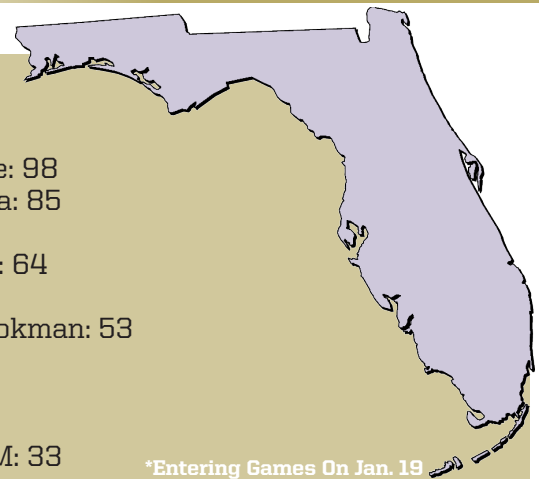 e: 98
a: 85
: 64
okman: 53
M: 33
*Entering Games On Jan. 19